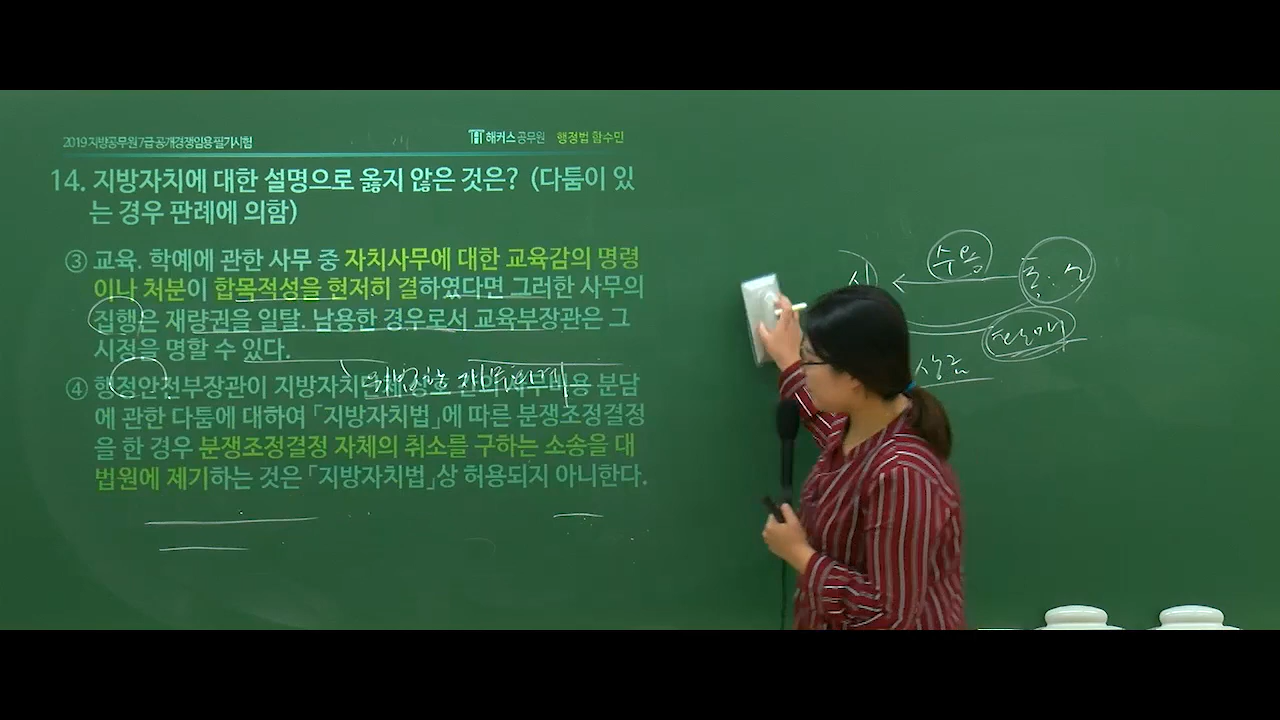 2019 지방공무원 7급 공개경쟁임용 필기시험
해커스공무원 행정법 함수민
14. 지방자치에 대한 설명으로 옳지 않은 것은? (다툼이 있
는 경우 판례에 의함)
③ 교육. 학예에 관한 사무 중 자치사무에 대한 교육감의 명령
이나 처분이 합목적성을 현저히 결하였다면 그러한 사무의
집행은 재량권을 일탈. 남용한 경우로서 교육부장관은 그
시정을 명할 수 있다.
④ 행정안전부장관이 지방자치단체 상호 간의 사무비용 분담
에 관한 다툼에 대하여 「지방자치법」에 따른 분쟁조정결정
을 한 경우 분쟁조정결정 자체의 취소를 구하는 소송을 대
법원에 제기하는 것은 「지방자치법」상 허용되지 아니한다.
시 수용